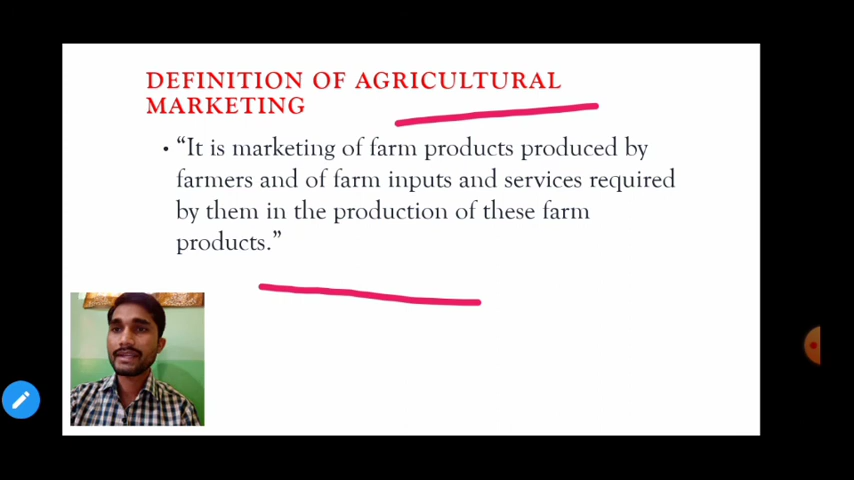 DEFINITION OF AGRICULTURAL
MARKETING
• “It is marketing of farm products produced by
farmers and of farm inputs and services required
by them in the production of these farm
products.”